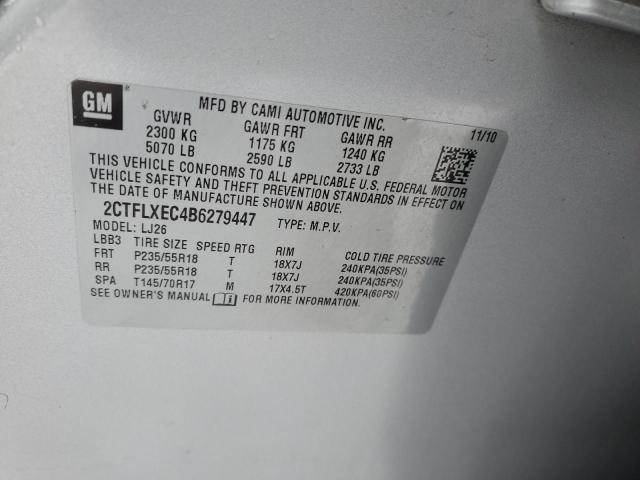 GM
MFD BY CAMI AUTOMOTIVE INC.
GVWR GAWR FRT GAWR RR 11/10
2300 KG 1175 KG 1240 KG
5070 LB 2590 LB 2733 LB
THIS VEHICLE CONFORMS TO ALL APPLICABLE U.S. FEDERAL MOTOR
VEHICLE SAFETY AND THEFT PREVENTION STANDARDS IN EFFECT ON
THE DATE OF MANUFACTURE SHOWN ABOVE.
2CTFLXEC4B6279447 TYPE: M.P.V.
MODEL: LJ26
LBB3 TIRE SIZE SPEED RTG RIM COLD TIRE PRESSURE
FRT P235/55R18 T 18X7J 240KPA(35PSI)
RR P235/55R18 T 18X7J 240KPA(35PSI)
SPA T145/70R17 M 17X4.5T 420KPA(60PSI)
SEE OWNER'S MANUAL FOR MORE INFORMATION.